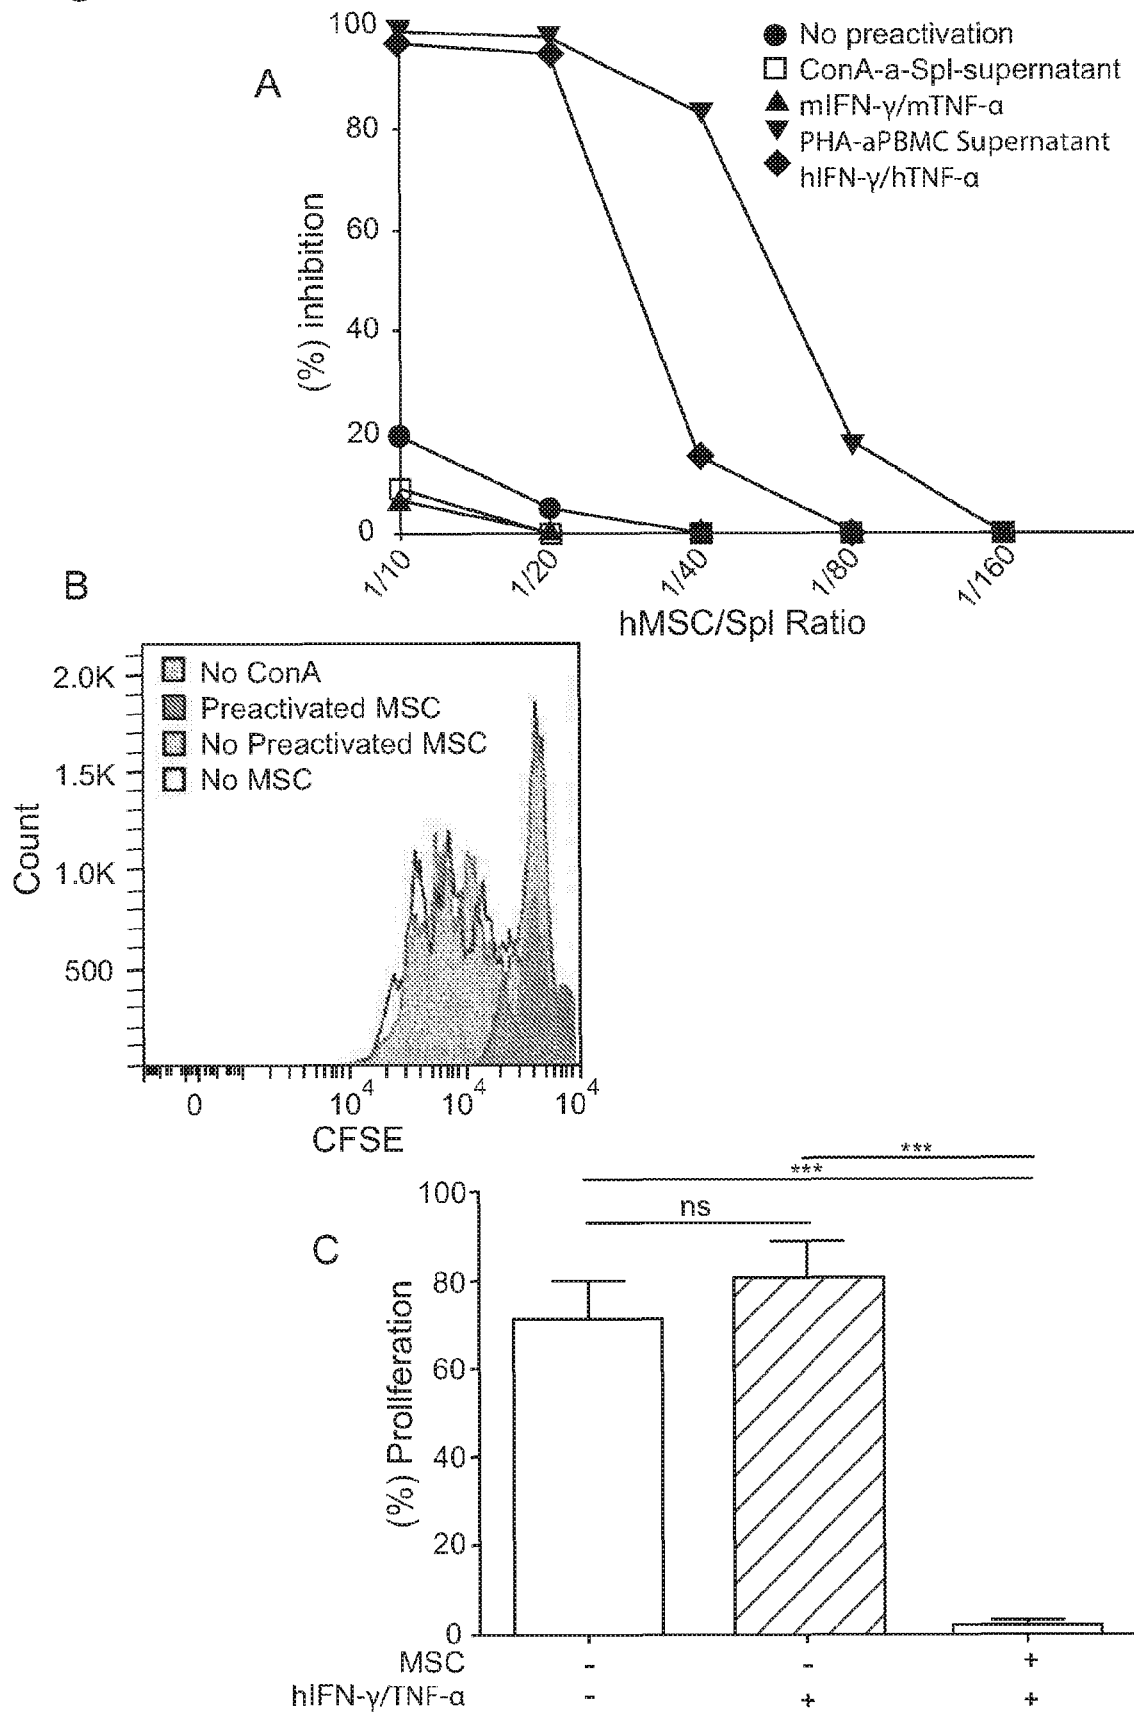 100
A
80
60
40
20
0
(%) inhibition
No preactivation
ConA-a-Spl-supernatant
mIFN-γ/mTNF-α
PHA-aPBMC Supernatant
hIFN-γ/hTNF-α
1/10
1/20
1/40
1/80
1/160
hMSC/Spl Ratio
B
No ConA
Preactivated MSC
No Preactivated MSC
No MSC
2.0K
1.5K
1.0K
500
Count
0
10^4
10^4
10^4
CFSE
***
***
ns
C
100
80
60
40
20
0
(%) Proliferation
MSC - - +
hIFN-γ/TNF-α - + +